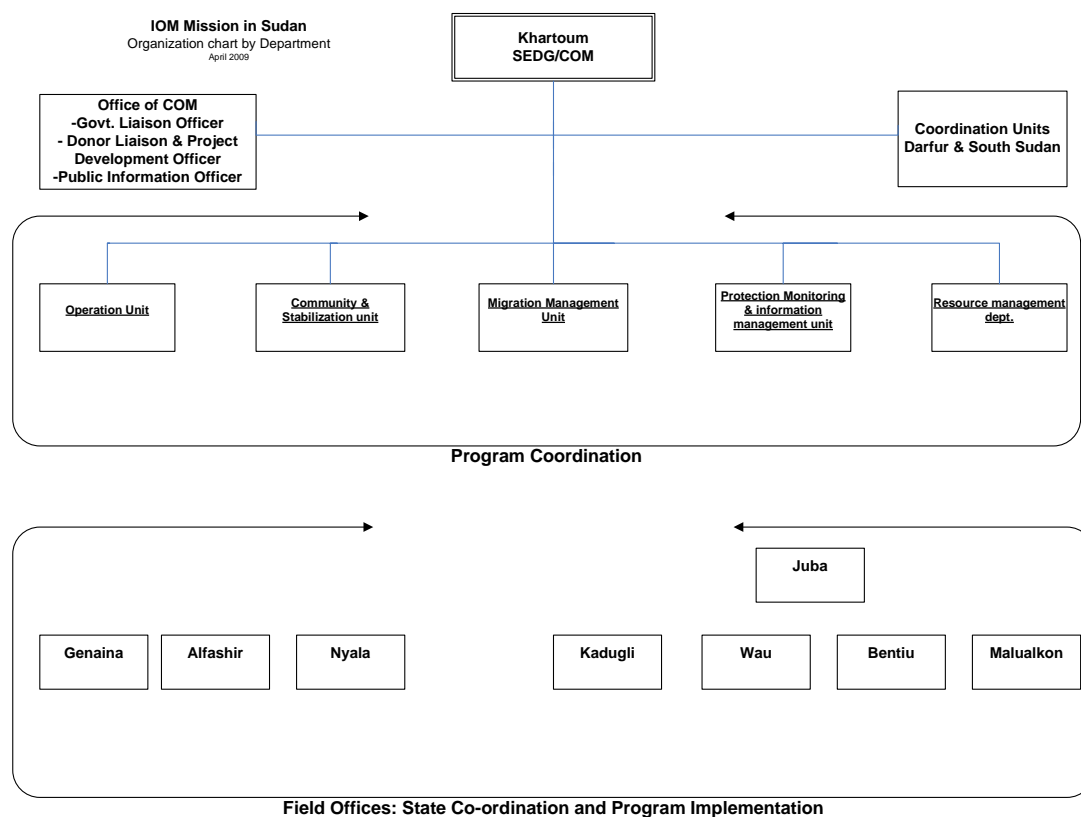 IOM Mission in Sudan
Organization chart by Department
April 2009
Khartoum
SEDG/COM
Office of COM
-Govt. Liaison Officer
- Donor Liaison & Project
Development Officer
-Public Information Officer
Coordination Units
Darfur & South Sudan
Operation Unit
Community &
Stabilization unit
Migration Management
Unit
Protection Monitoring
& information
management unit
Resource management
dept.
Program Coordination
Juba
Genaina
Alfashir
Nyala
Kadugli
Wau
Bentiu
Malualkon
Field Offices: State Co-ordination and Program Implementation